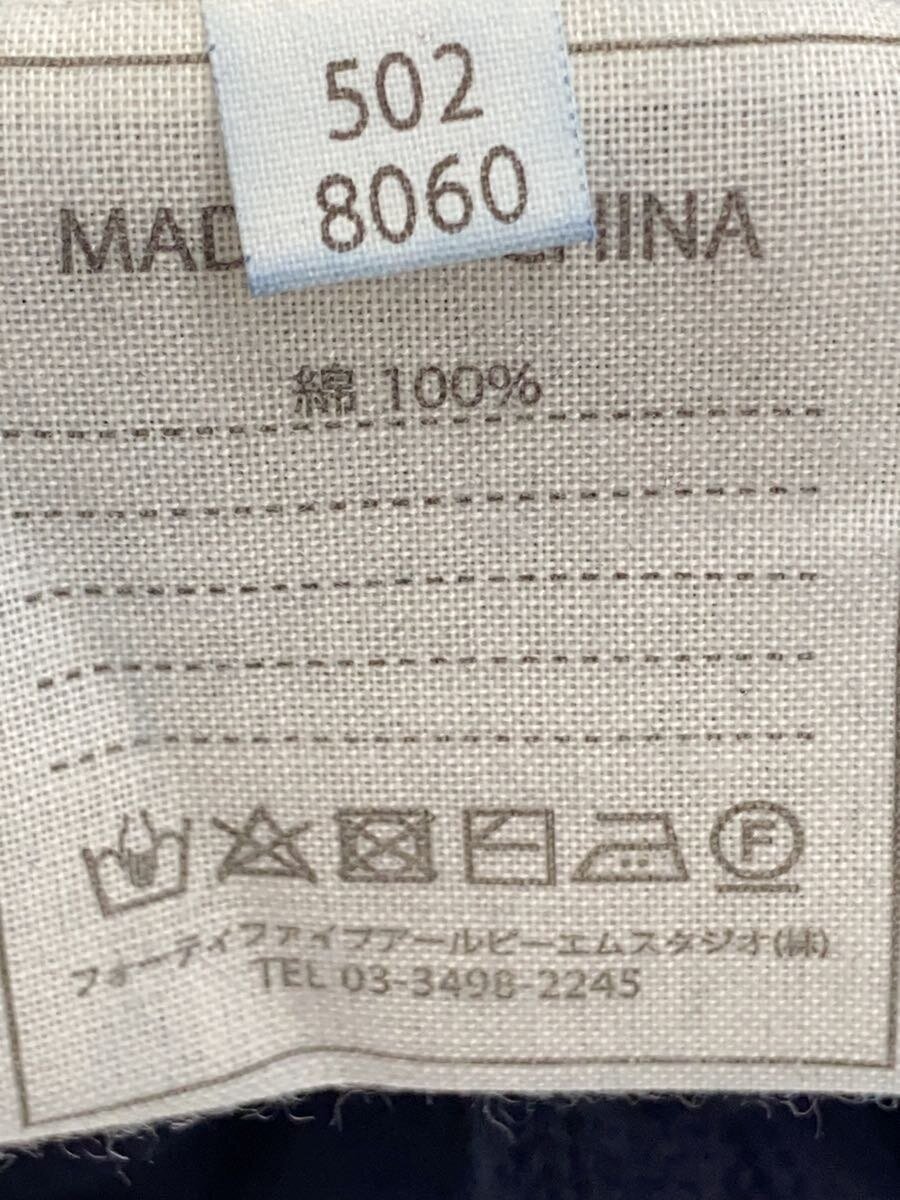 502
8060
MAD CHINA
綿 100%
F
フォーティファイブアールピーエムスタジオ(株)
TEL 03-3498-2245